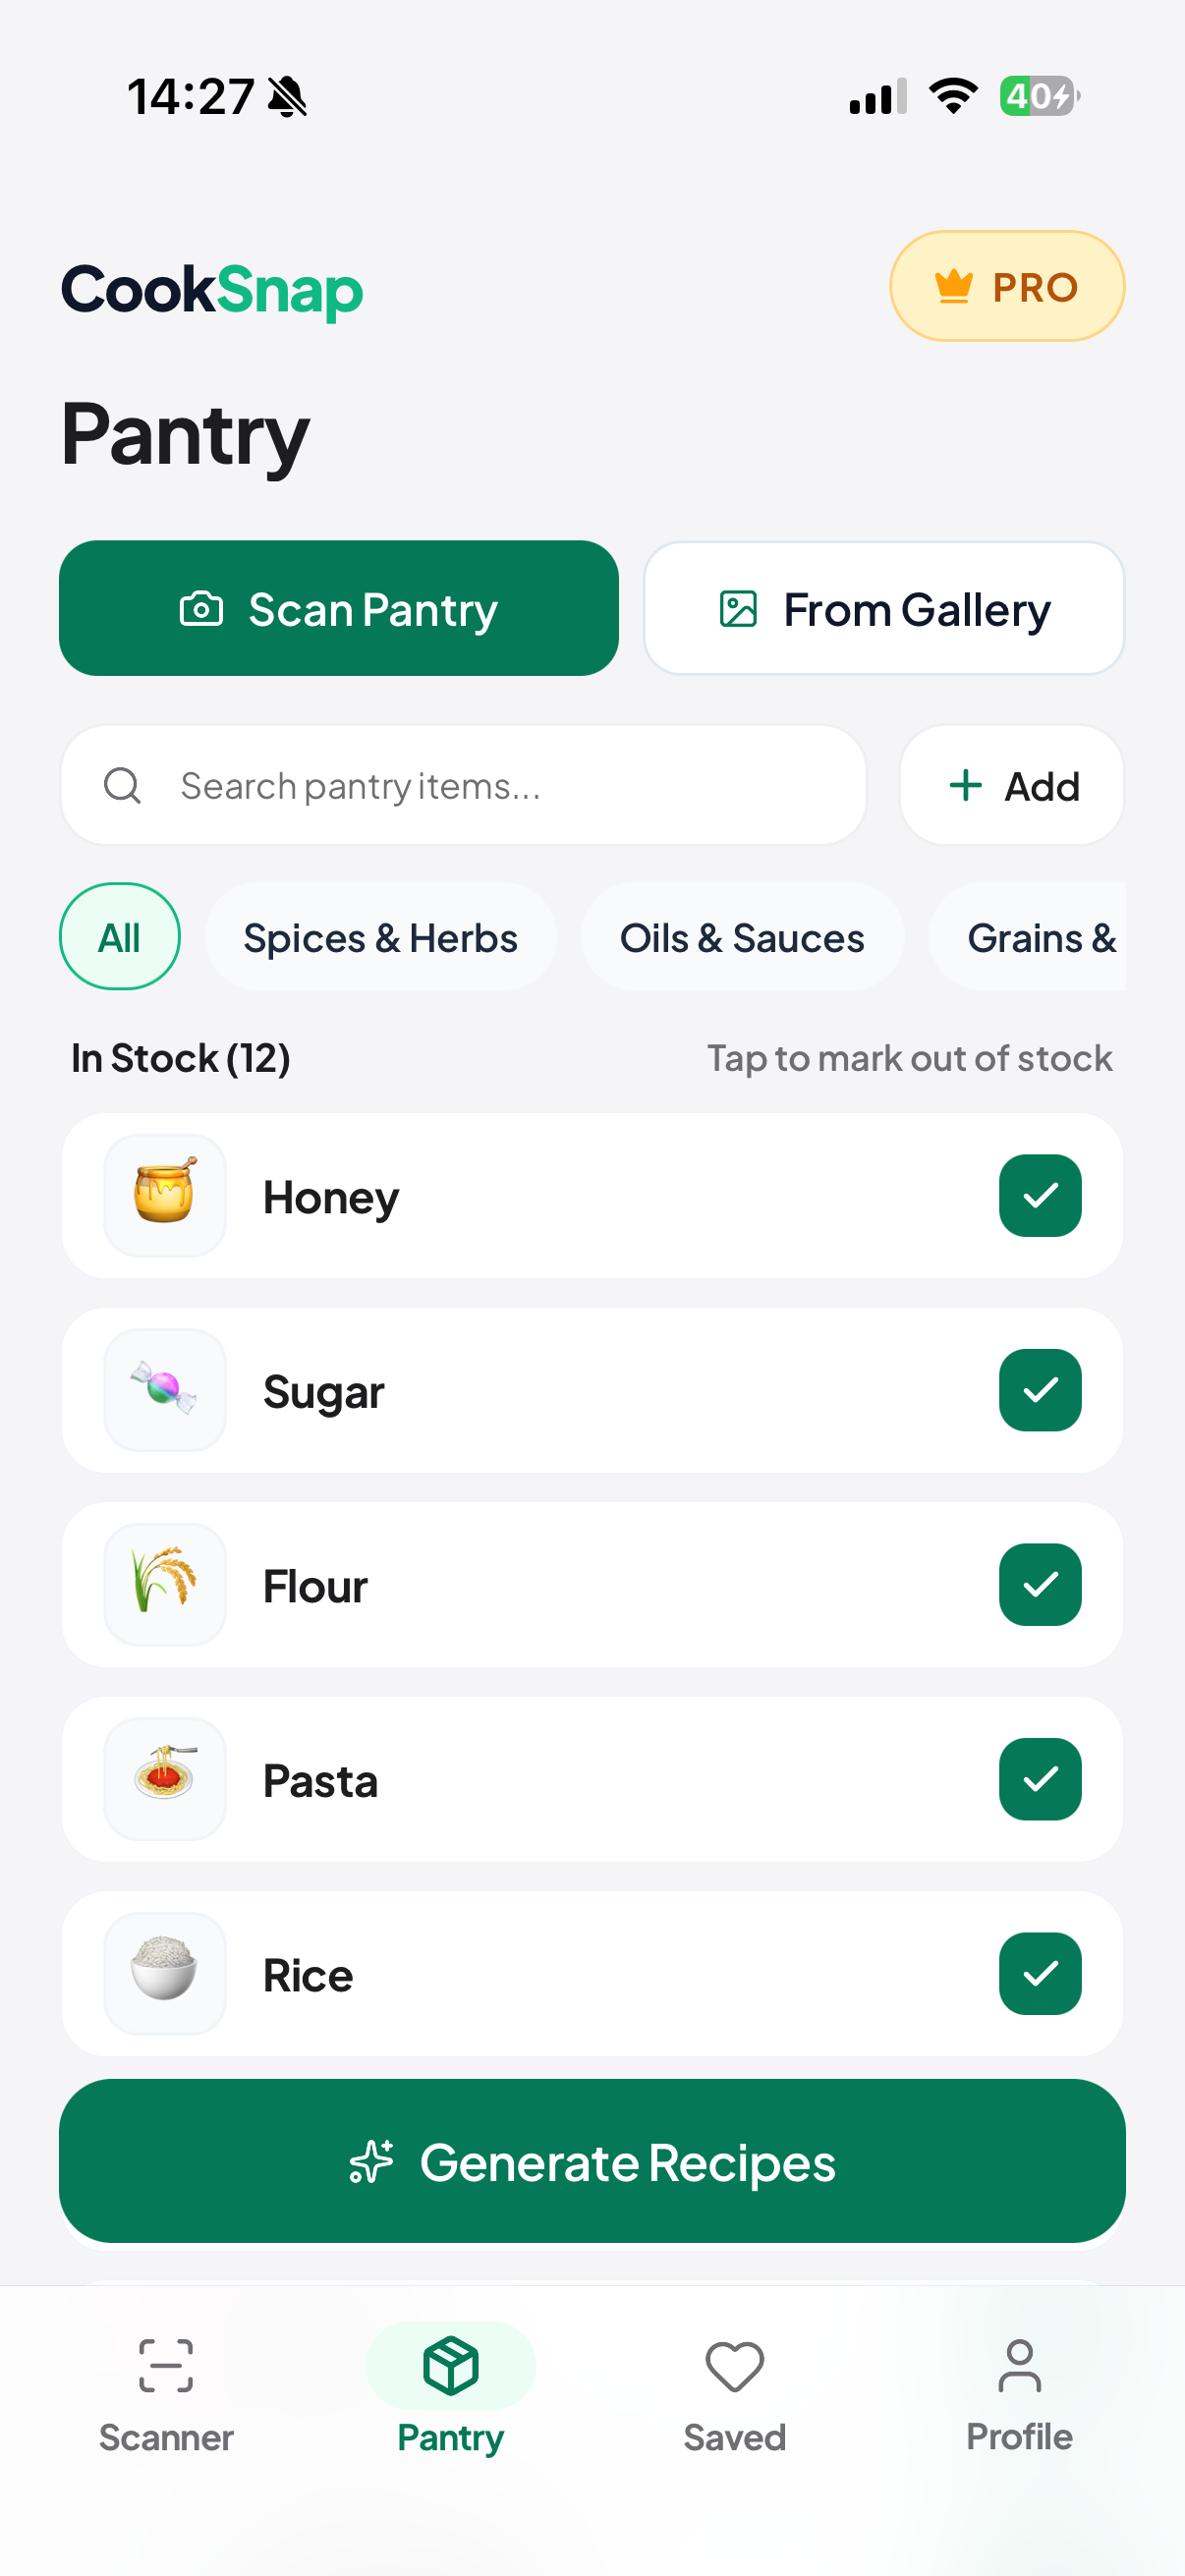 14:27
40
CookSnap
PRO
Pantry
Scan Pantry
From Gallery
Search pantry items...
Add
All
Spices & Herbs
Oils & Sauces
Grains &
In Stock (12)
Tap to mark out of stock
Honey
Sugar
Flour
Pasta
Rice
Generate Recipes
Scanner
Pantry
Saved
Profile